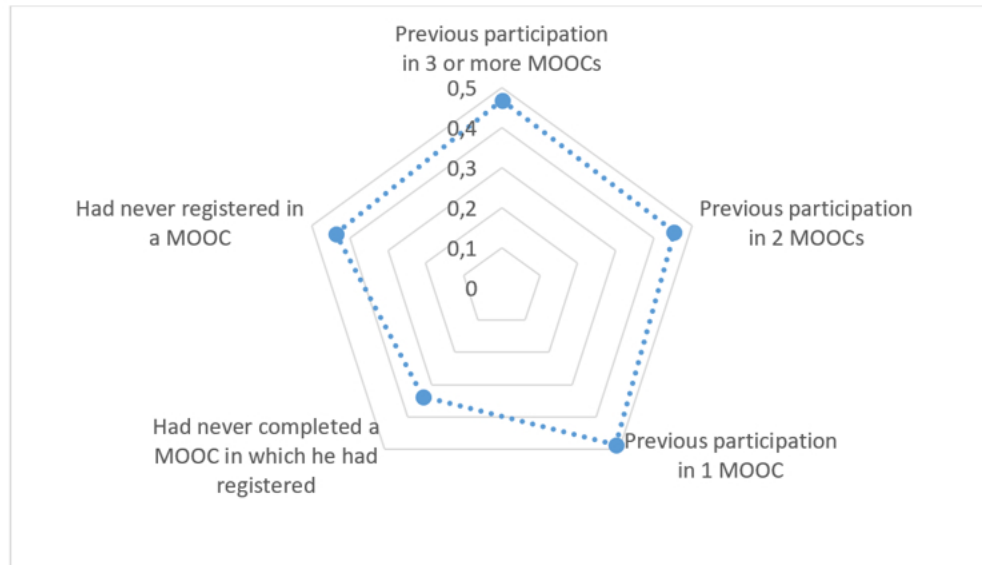 Previous participation
in 3 or more MOOCs
0,5
0,4
0,3
0,2
0,1
0
Had never registered in
a MOOC
Previous participation
in 2 MOOCs
Had never completed a
MOOC in which he had
registered
Previous participation
in 1 MOOC